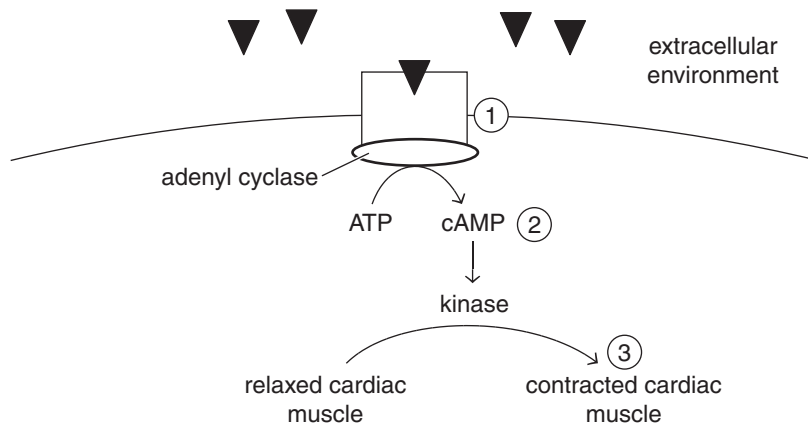 extracellular
environment
1
adenyl cyclase
ATP
cAMP
2
kinase
3
relaxed cardiac
muscle
contracted cardiac
muscle